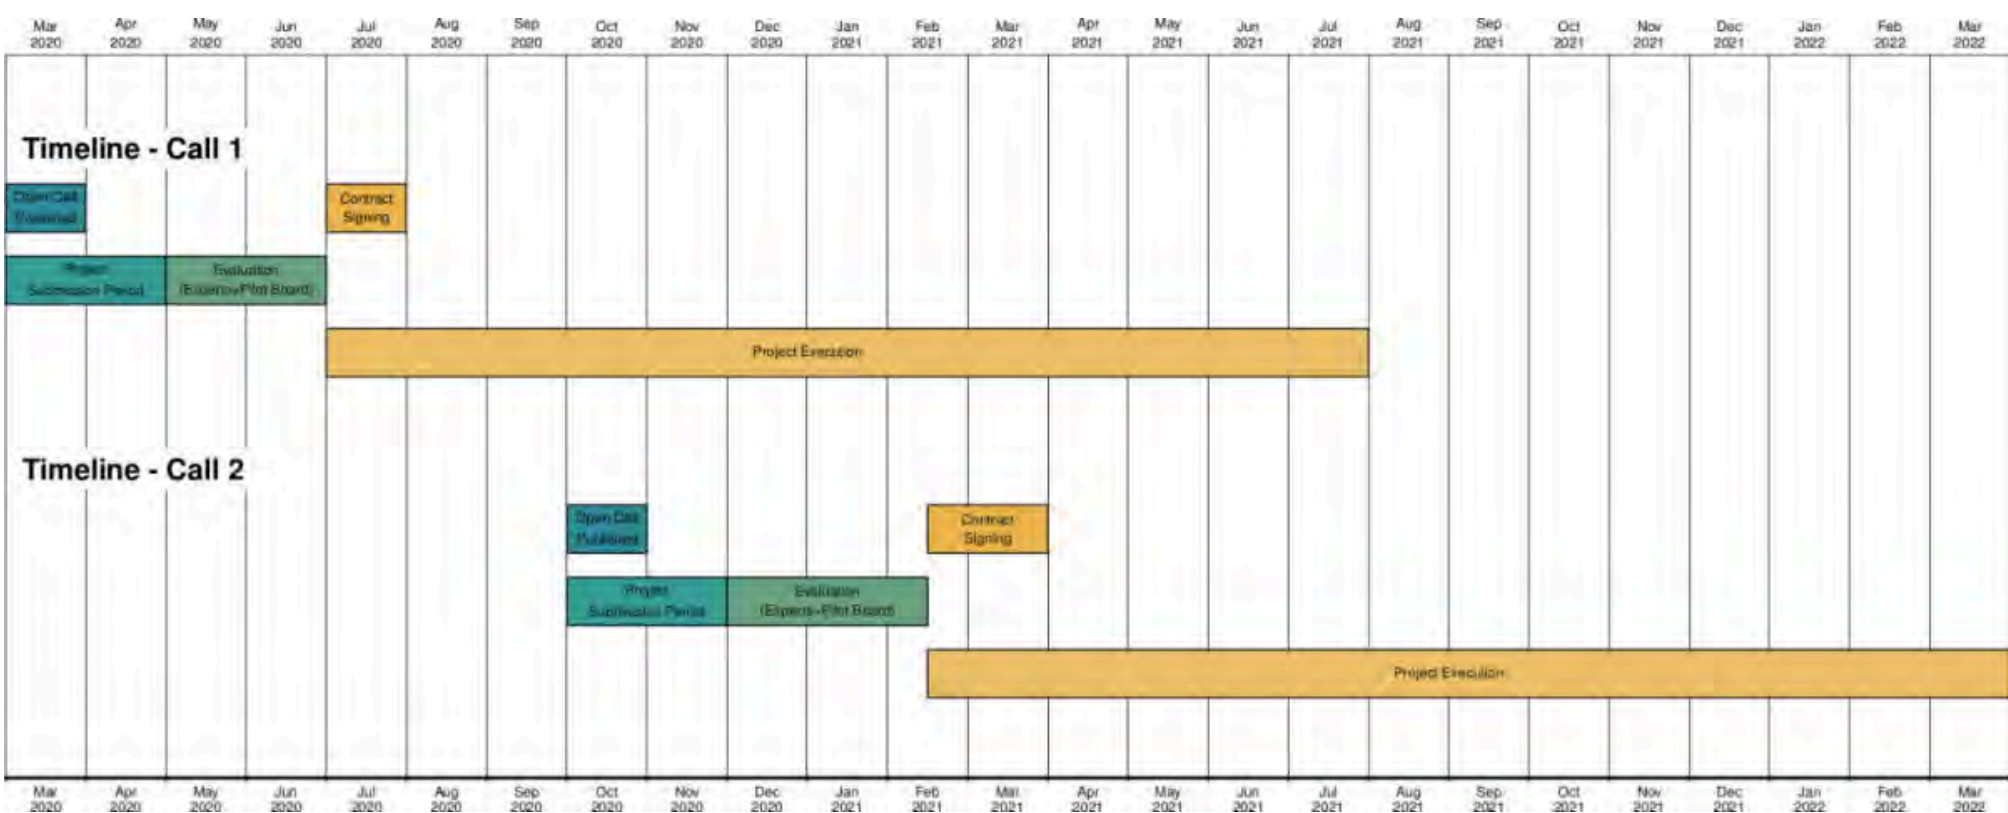 Mar Apr May Jun Jul Aug Sep Oct Nov Dec Jan Feb Mar Apr May Jun Jul Aug Sep Oct Nov Dec Jan Feb Mar
2020 2020 2020 2020 2020 2020 2020 2020 2020 2020 2021 2021 2021 2021 2021 2021 2021 2021 2021 2021 2021 2021 2022 2022 2022
Timeline - Call 1
Open Call
Published
Contract
Signing
Project
Submission Period
Evaluation
(Experts+Pilot Board)
Project Execution
Timeline - Call 2
Open Call
Published
Contract
Signing
Project
Submission Period
Evaluation
(Experts+Pilot Board)
Project Execution
Mar Apr May Jun Jul Aug Sep Oct Nov Dec Jan Feb Mar Apr May Jun Jul Aug Sep Oct Nov Dec Jan Feb Mar
2020 2020 2020 2020 2020 2020 2020 2020 2020 2020 2021 2021 2021 2021 2021 2021 2021 2021 2021 2021 2021 2021 2022 2022 2022